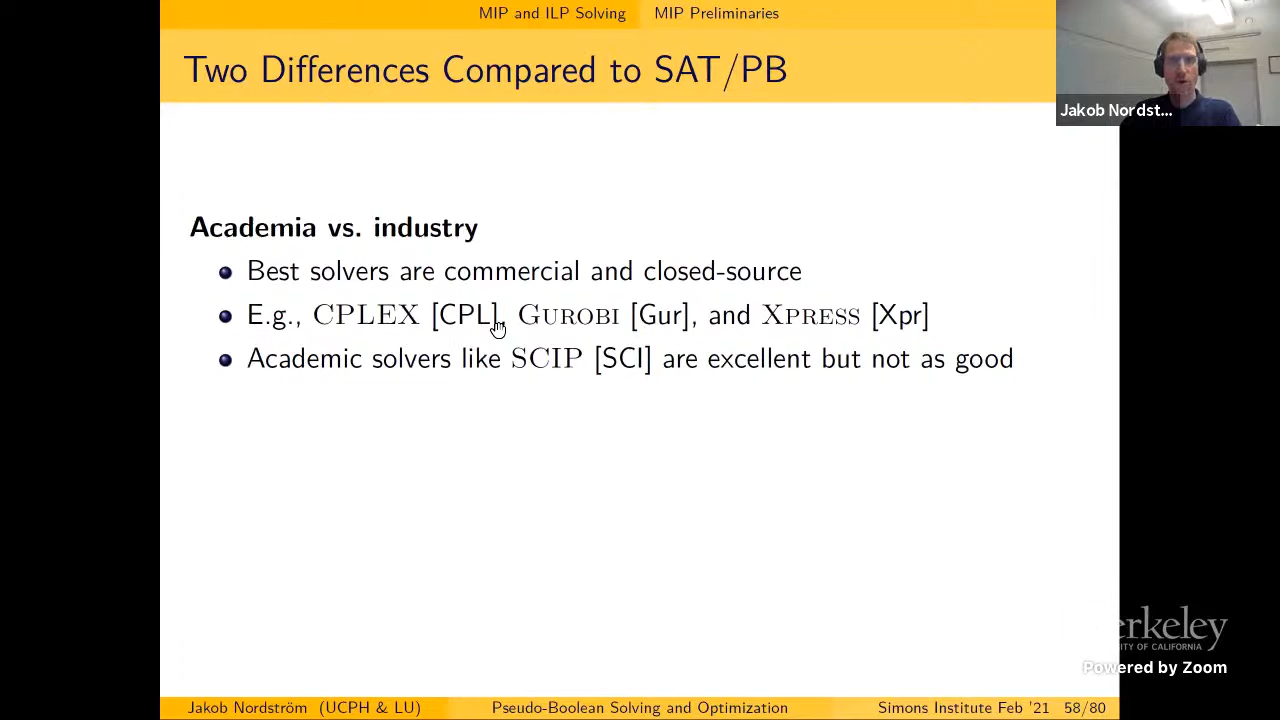 MIP and ILP Solving MIP Preliminaries
Two Differences Compared to SAT/PB
Jakob Nordst...
Academia vs. industry
Best solvers are commercial and closed-source
E.g., CPLEX [CPL], GUROBI [Gur], and XPRESS [Xpr]
Academic solvers like SCIP [SCI] are excellent but not as good
erkeley
TY OF CALIFORNIA
Powered by Zoom
Jakob Nordström (UCPH & LU) Pseudo-Boolean Solving and Optimization Simons Institute Feb '21 58/80